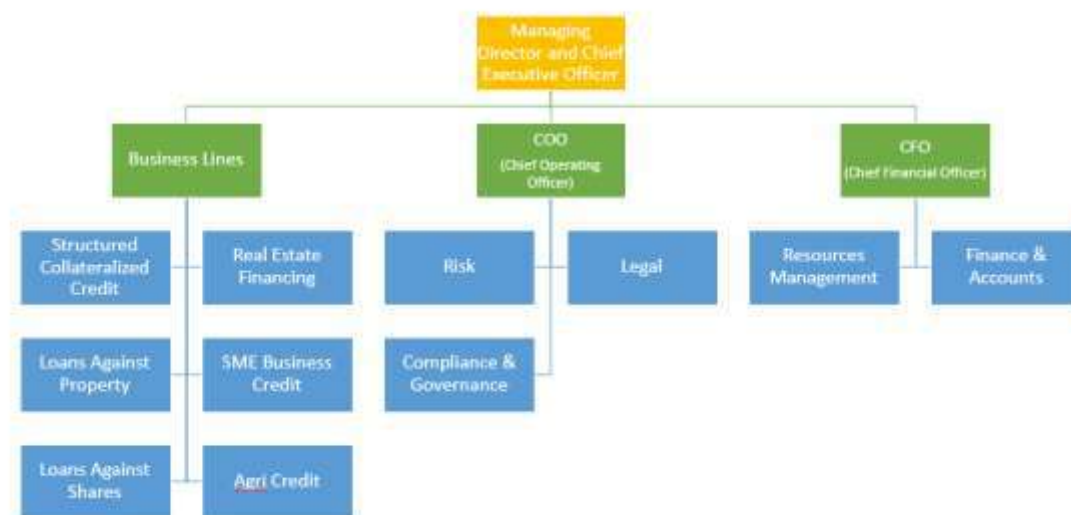 Managing
Director and Chief
Executive Officer
Business Lines
COO
(Chief Operating
Officer)
CFO
(Chief Financial Officer)
Structured
Collateralized
Credit
Real Estate
Financing
Risk
Legal
Resources
Management
Finance &
Accounts
Loans Against
Property
SME Business
Credit
Compliance &
Governance
Loans Against
Shares
Agri Credit